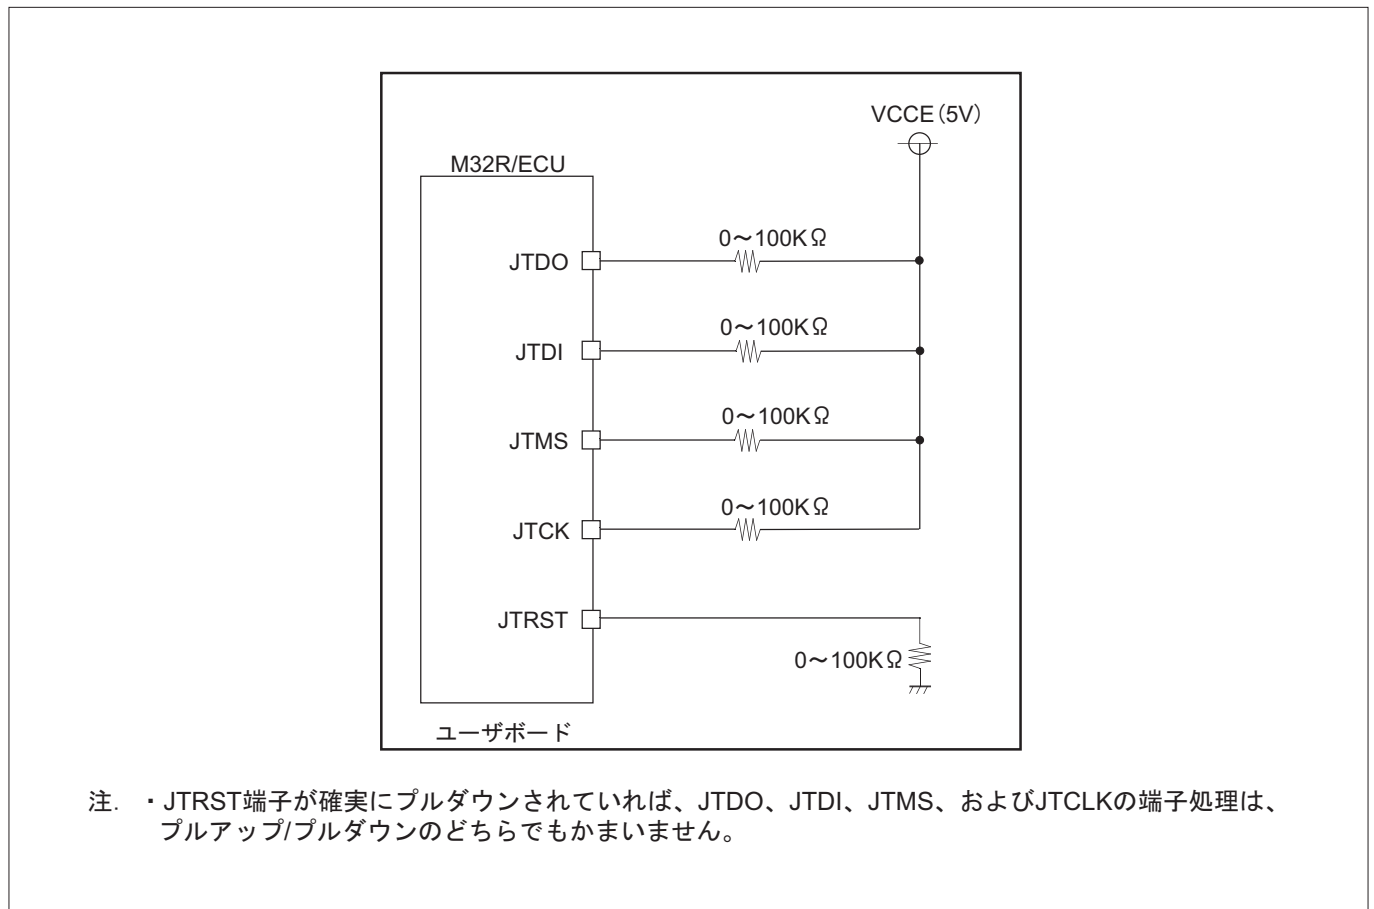 VCCE(5V)
M32R/ECU
0～100KΩ
JTDO
0～100KΩ
JTDI
0～100KΩ
JTMS
0～100KΩ
JTCK
JTRST
0～100KΩ
ユーザボード
注. ・JTRST端子が確実にプルダウンされていれば、JTDO、JTDI、JTMS、およびJTCLKの端子処理は、
プルアップ/プルダウンのどちらでもかまいません。